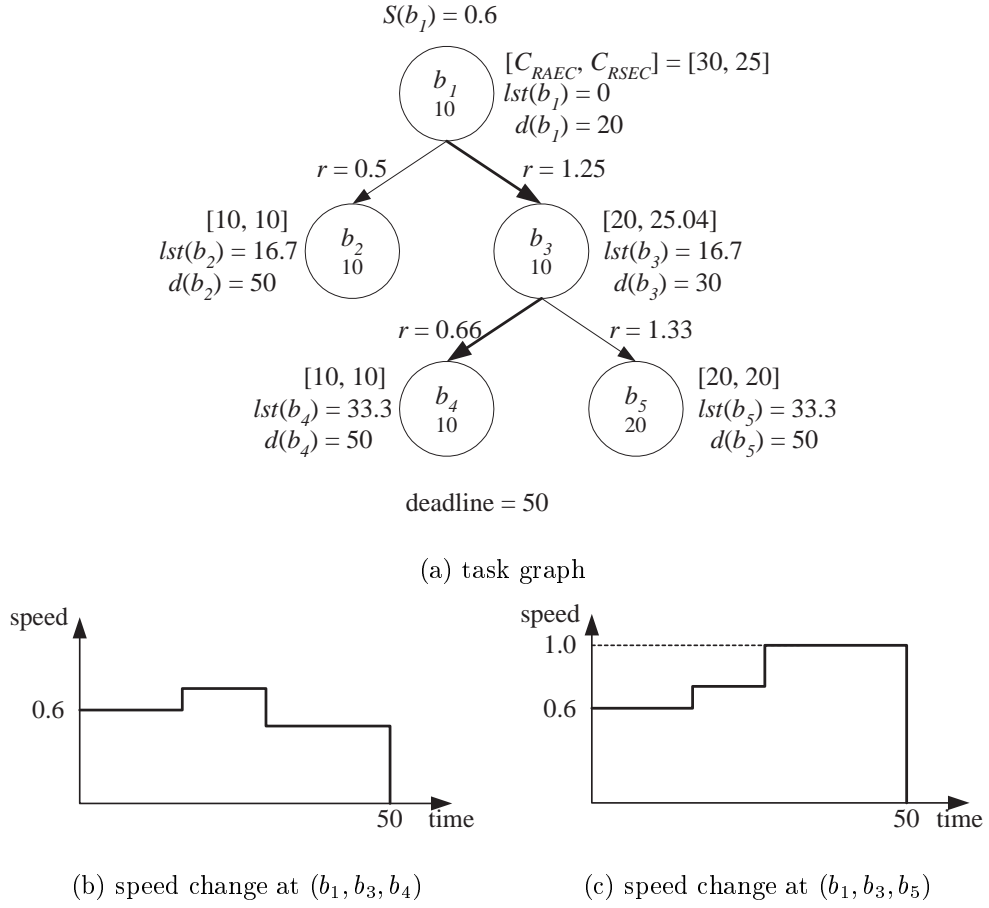 S(b1) = 0.6
b1
10
[CRAEC, CRSEC] = [30, 25]
lst(b1) = 0
d(b1) = 20
r = 0.5
r = 1.25
[10, 10]
lst(b2) = 16.7
d(b2) = 50
b2
10
b3
10
[20, 25.04]
lst(b3) = 16.7
d(b3) = 30
r = 0.66
r = 1.33
[10, 10]
lst(b4) = 33.3
d(b4) = 50
b4
10
b5
20
[20, 20]
lst(b5) = 33.3
d(b5) = 50
deadline = 50
(a) task graph
speed
0.6
50
time
(b) speed change at (b1, b3, b4)
speed
1.0
0.6
50
time
(c) speed change at (b1, b3, b5)